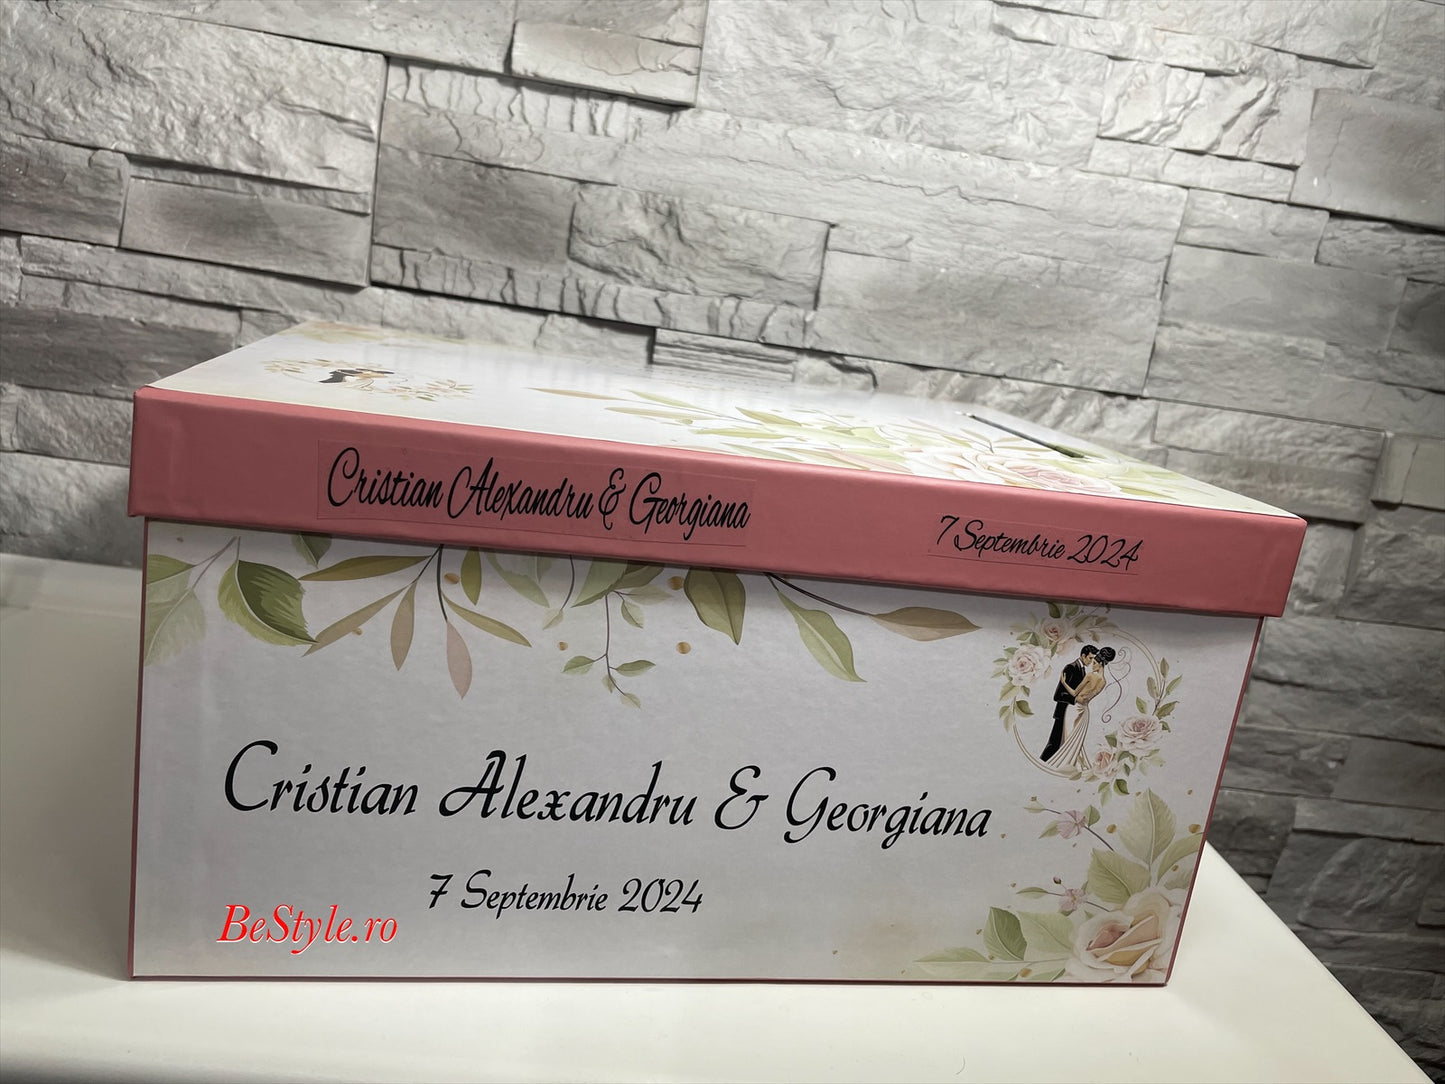 Cristian Alexandru & Georgiana
7 Septembrie 2024
Cristian Alexandru & Georgiana
7 Septembrie 2024
BeStyle.ro